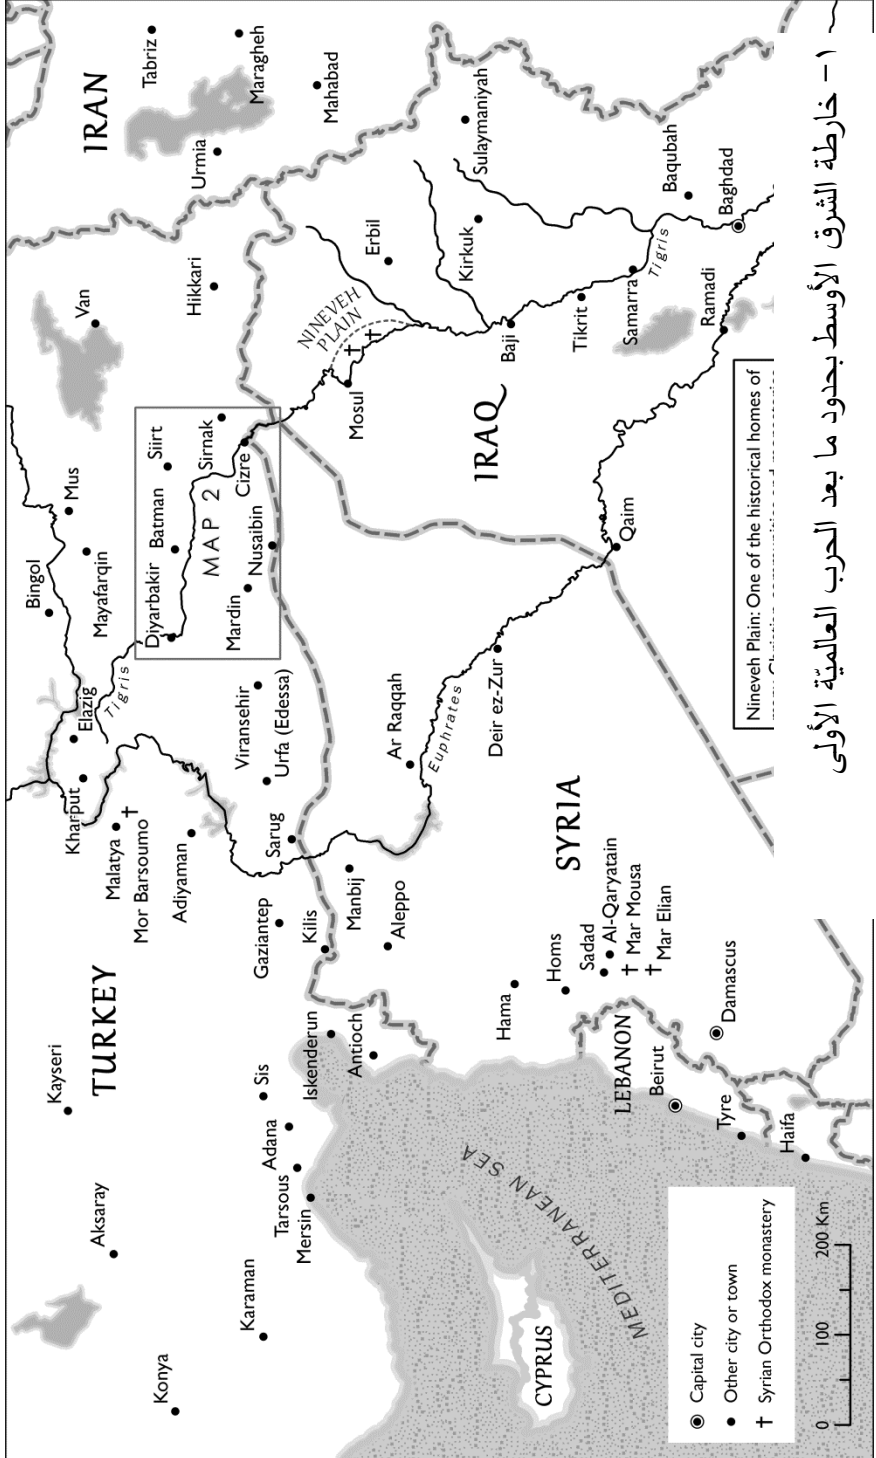 TURKEY
IRAN
IRAQ
SYRIA
LEBANON
CYPRUS
MEDITERRANEAN SEA
NINEVEH
PLAIN
MAP 2
Konya
Aksaray
Kayseri
Karaman
Mersin
Tarsous
Adana
Sis
Iskenderun
Antioch
Kharput
Malatya
Mor Barsoumo
Adiyaman
Gaziantep
Kilis
Sarug
Manbij
Aleppo
Elazig
Tigris
Bingol
Mus
Mayafarqin
Viransehir
Urfa (Edessa)
Diyarbakir
Batman
Siirt
Sirnak
Cizre
Mardin
Nusaibin
Van
Hikkari
Urmia
Tabriz
Maragheh
Mahabad
Mosul
Erbil
Kirkuk
Sulaymaniyah
Baji
Tikrit
Samarra
Tigris
Baqubah
Baghdad
Ramadi
Qaim
Ar Raqqah
Euphrates
Deir ez-Zur
Hama
Homs
Sadad
Al-Qaryatain
Mar Mousa
Mar Elian
Damascus
Beirut
Tyre
Haifa
Nineveh Plain: One of the historical homes of
Capital city
Other city or town
Syrian Orthodox monastery
0 100 200 Km
١ - خارطة الشرق الأوسط بحدود ما بعد الحرب العالميّة الأولى